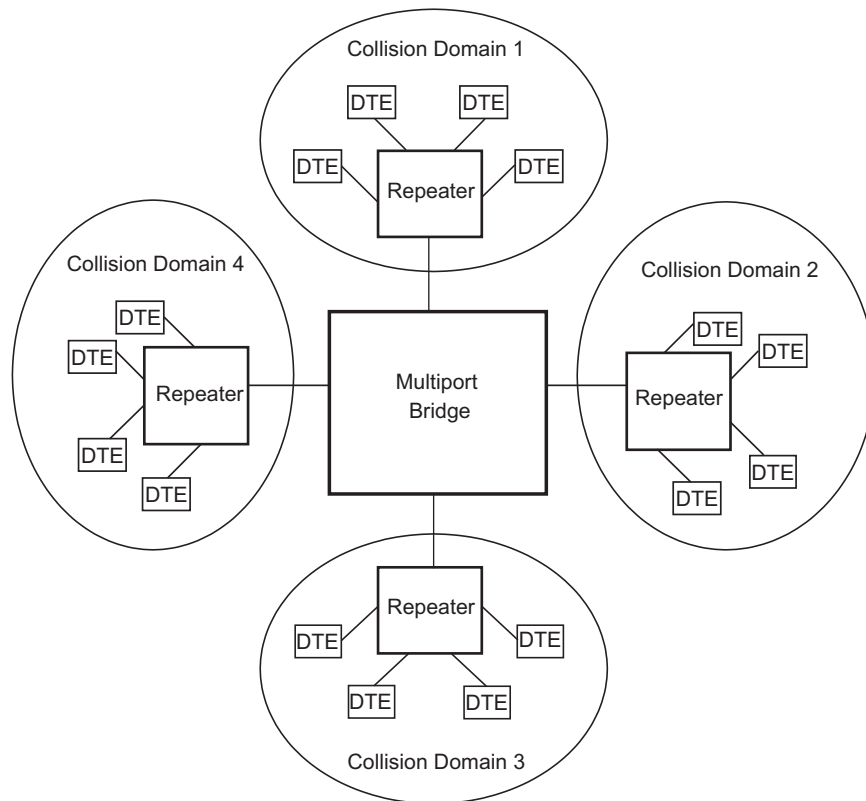 Collision Domain 1
DTE
DTE
DTE
DTE
Repeater
Collision Domain 4
DTE
DTE
Repeater
DTE
DTE
Multiport
Bridge
Collision Domain 2
DTE
DTE
Repeater
DTE
DTE
Repeater
DTE
DTE
DTE
DTE
Collision Domain 3